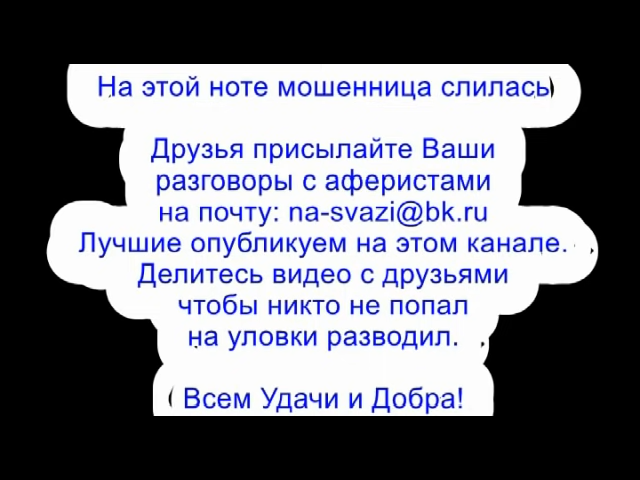 На этой ноте мошенница слилась
Друзья присылайте Ваши
разговоры с аферистами
на почту: na-svazi@bk.ru
Лучшие опубликуем на этом канале.
Делитесь видео с друзьями
чтобы никто не попал
на уловки разводил.
Всем Удачи и Добра!